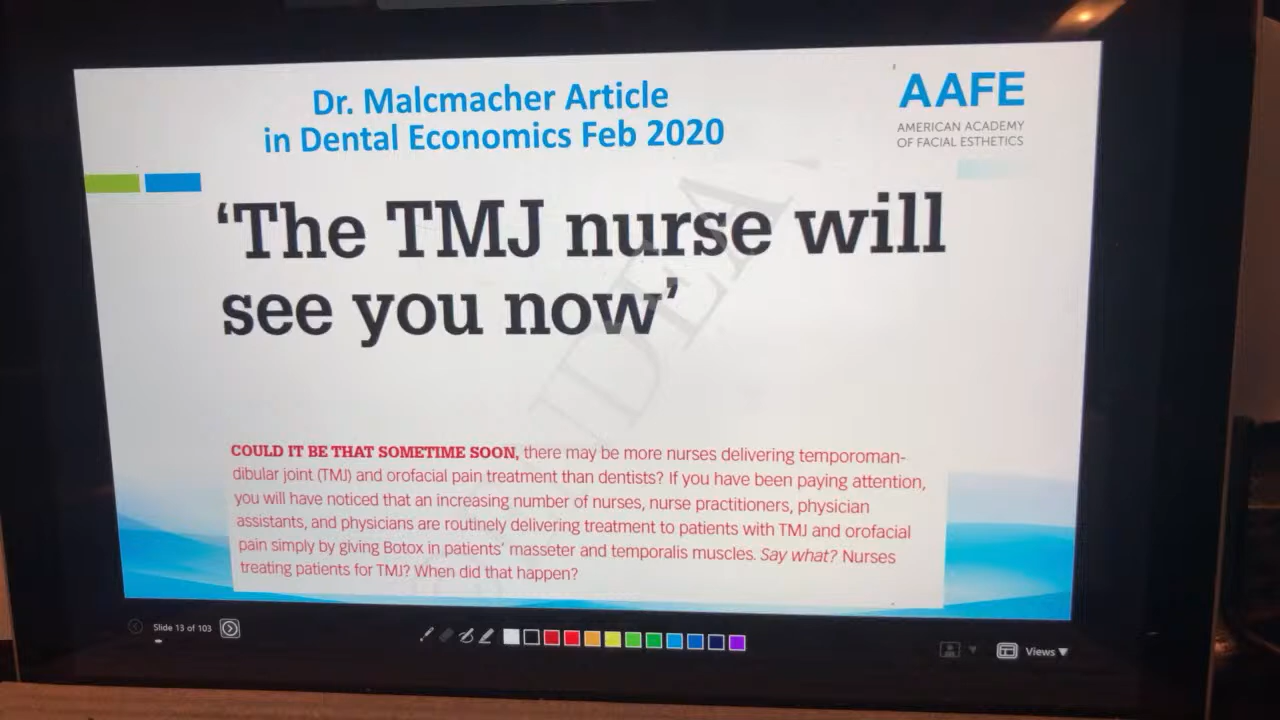 Dr. Malcmacher Article
in Dental Economics Feb 2020
AAFE
AMERICAN ACADEMY
OF FACIAL ESTHETICS
‘The TMJ nurse will
see you now’
COULD IT BE THAT SOMETIME SOON, there may be more nurses delivering temporoman-
dibular joint (TMJ) and orofacial pain treatment than dentists? If you have been paying attention,
you will have noticed that an increasing number of nurses, nurse practitioners, physician
assistants, and physicians are routinely delivering treatment to patients with TMJ and orofacial
pain simply by giving Botox in patients’ masseter and temporalis muscles. Say what? Nurses
treating patients for TMJ? When did that happen?
Slide 13 of 103
Views